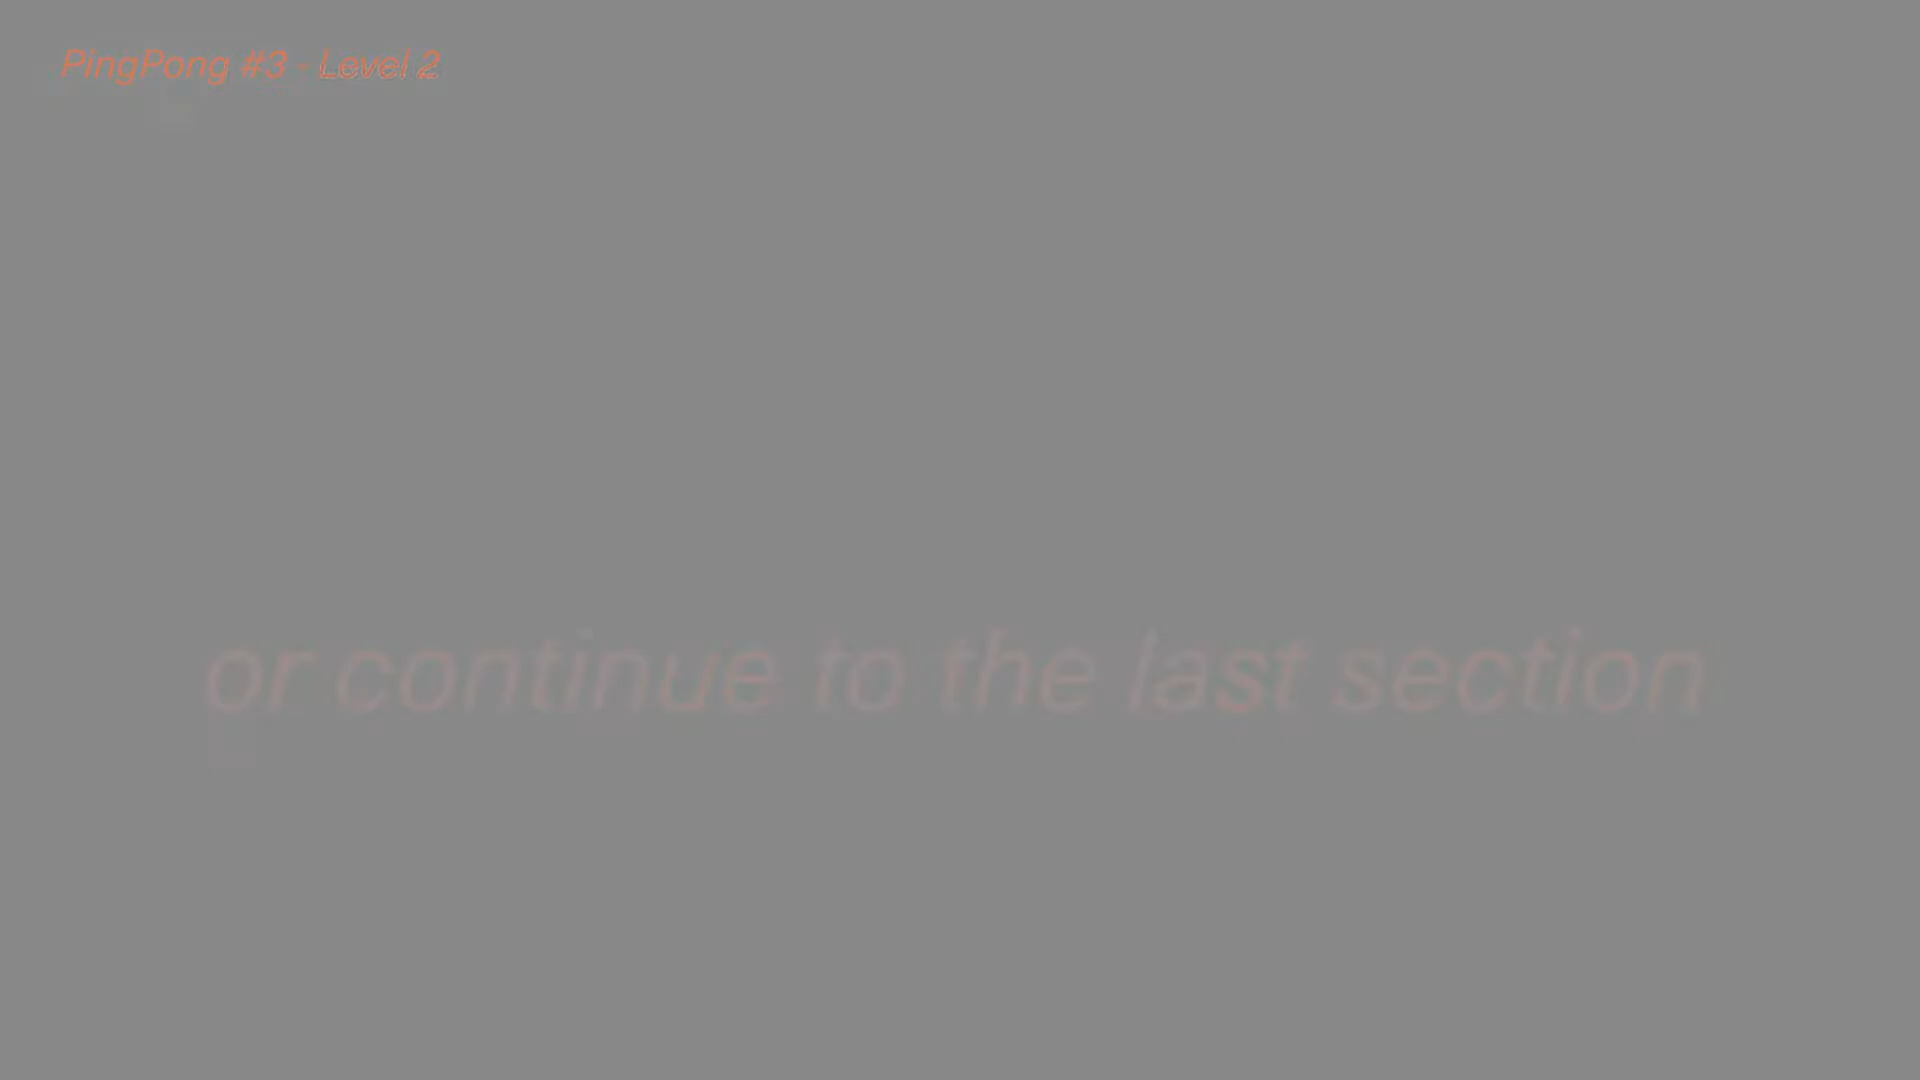 PingPong #3 - Level 2
or continue to the last section